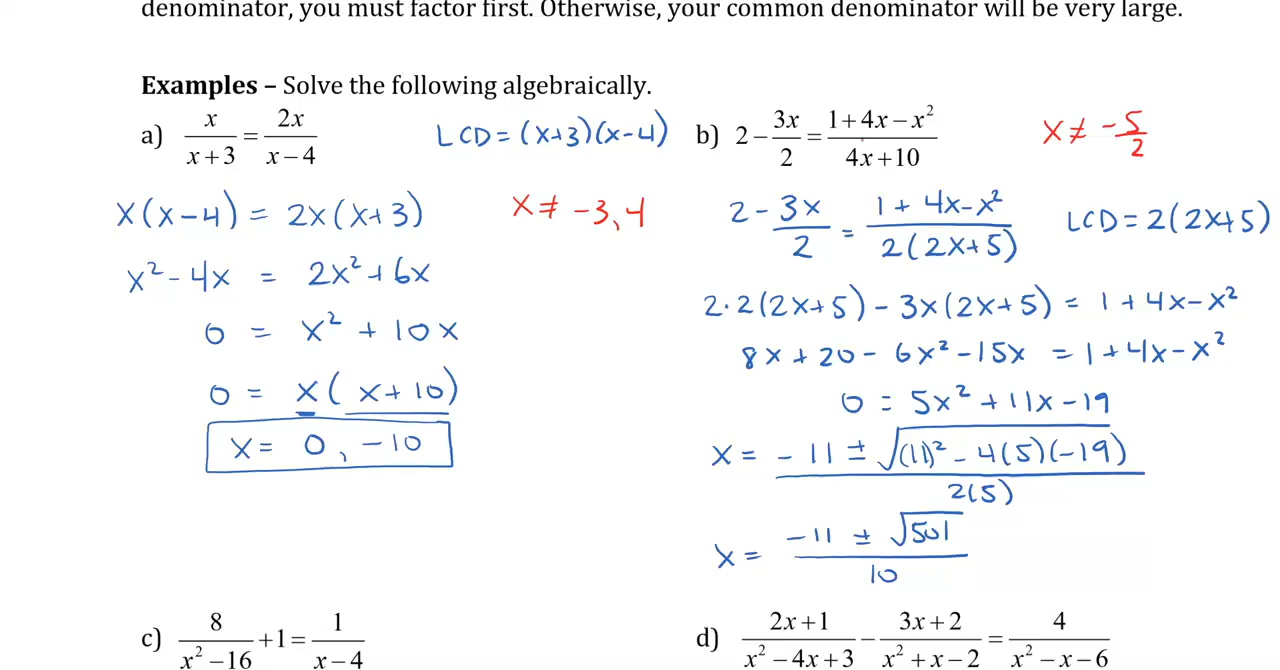 denominator, you must factor first. Otherwise, your common denominator will be very large.
Examples – Solve the following algebraically.
a) x/(x+3) = 2x/(x−4)
LCD = (x+3)(x−4)
x(x−4) = 2x(x+3)
x ≠ −3, 4
x² − 4x = 2x² + 6x
0 = x² + 10x
0 = x(x+10)
x = 0, −10
b) 2 − 3x/2 = (1+4x−x²)/(4x+10)
x ≠ −5/2
2 − 3x/2 = (1+4x−x²)/(2(2x+5))
LCD = 2(2x+5)
2·2(2x+5) − 3x(2x+5) = 1+4x−x²
8x + 20 − 6x² − 15x = 1+4x−x²
0 = 5x² + 11x − 19
x = (−11 ± √((11)² − 4(5)(−19)))/(2(5))
x = (−11 ± √501)/10
c) 8/(x²−16) + 1 = 1/(x−4)
d) (2x+1)/(x²−4x+3) − (3x+2)/(x²+x−2) = 4/(x²−x−6)